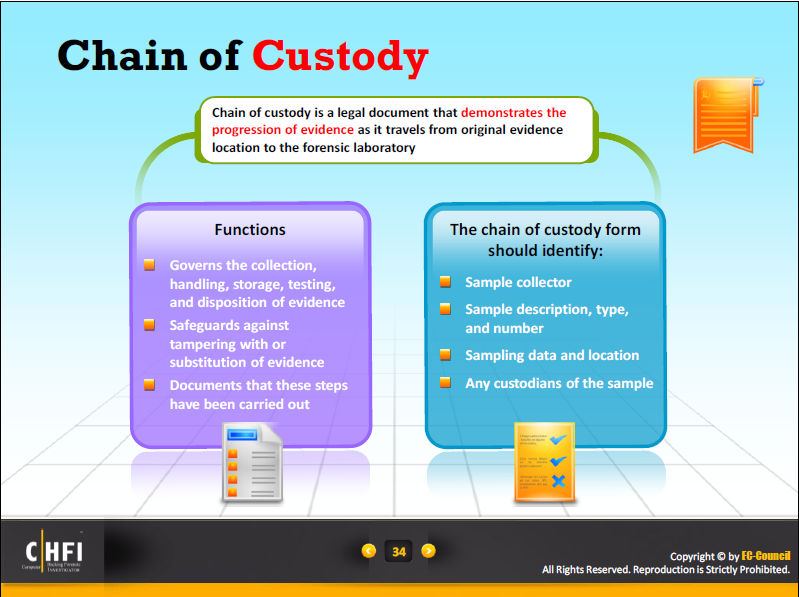 Chain of Custody
Chain of custody is a legal document that demonstrates the
progression of evidence as it travels from original evidence
location to the forensic laboratory
Functions
Governs the collection,
handling, storage, testing,
and disposition of evidence
Safeguards against
tampering with or
substitution of evidence
Documents that these steps
have been carried out
The chain of custody form
should identify:
Sample collector
Sample description, type,
and number
Sampling data and location
Any custodians of the sample
CHFI
Computer Hacking Forensic
INVESTIGATOR
34
Copyright © by EC-Council
All Rights Reserved. Reproduction is Strictly Prohibited.